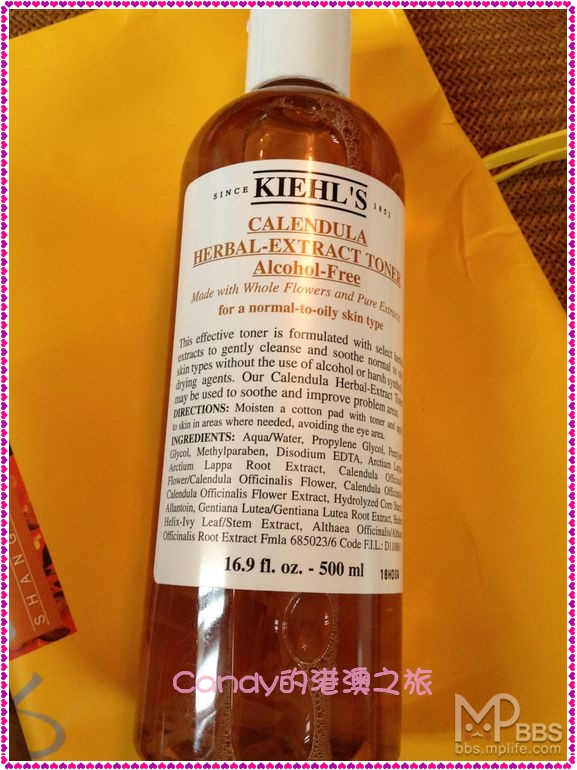 SINCE KIEHL'S 1851
CALENDULA
HERBAL-EXTRACT TONER
Alcohol-Free
Made with Whole Flowers and Pure
for a normal-to-oily skin type
This effective toner is formulated with select
extracts to gently cleanse and soothe normal to
skin types without the use of alcohol or harsh
drying agents. Our Calendula Herbal-Extract
may be used to soothe and improve problem areas.
DIRECTIONS: Moisten a cotton pad with toner and
to skin in areas where needed, avoiding the eye area.
INGREDIENTS: Aqua/Water, Propylene Glycol,
Glycol, Methylparaben, Disodium EDTA, Arctium
Arctium Lappa Root Extract, Calendula
Flower/Calendula Officinalis Flower, Calendula
Calendula Officinalis Flower Extract, Hydrolyzed Corn
Allantoin, Gentiana Lutea/Gentiana Lutea Root Extract,
Helix-Ivy Leaf/Stem Extract, Althaea
Officinalis Root Extract Fmla 685023/6 Code F.I.L.:
16.9 fl. oz. - 500 ml
SHANG
Candy的港澳之旅
MPBBS
bbs.mplife.com